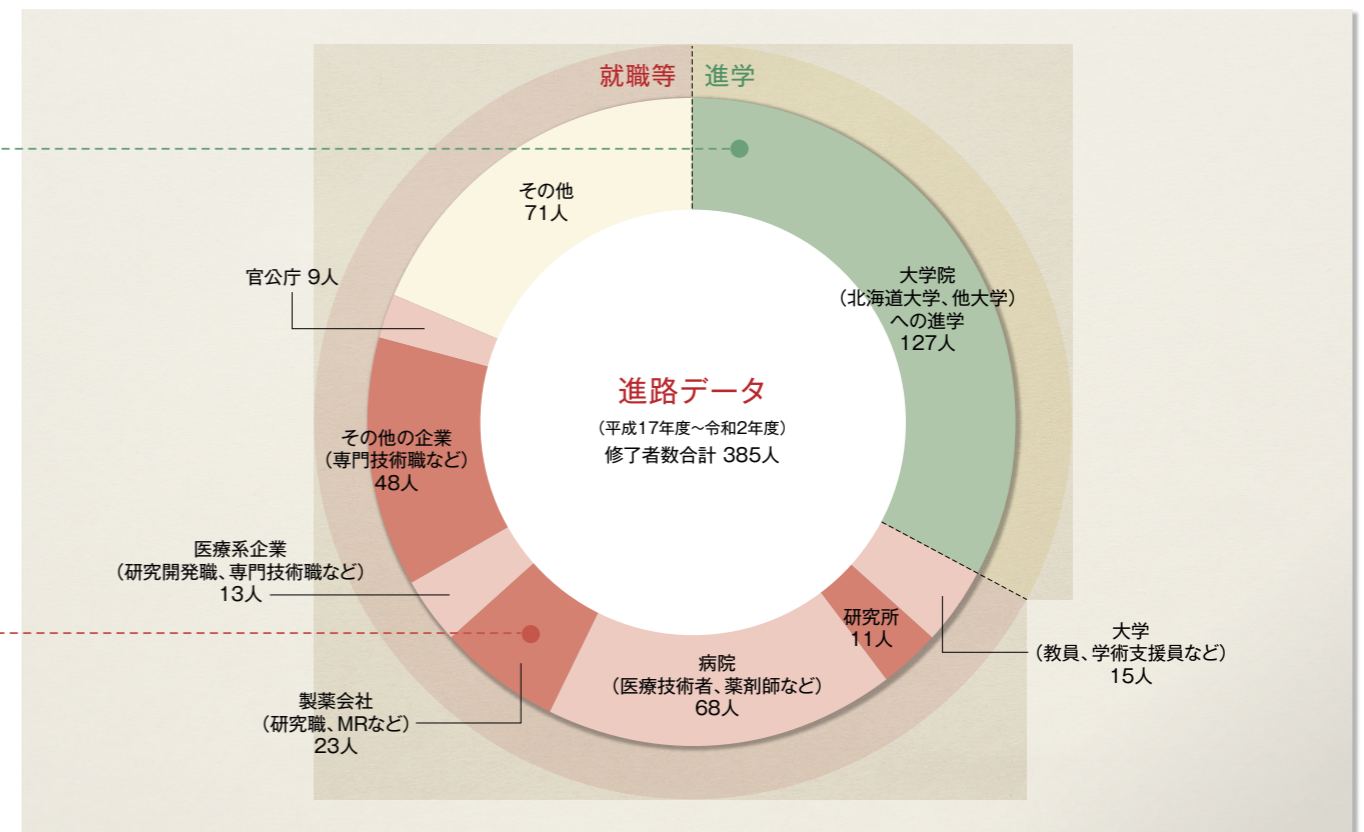 就職等
進学
その他
71人
官公庁 9人
大学院
（北海道大学、他大学）
への進学
127人
進路データ
（平成17年度～令和2年度）
修了者数合計 385人
その他の企業
（専門技術職など）
48人
医療系企業
（研究開発職、専門技術職など）
13人
研究所
11人
大学
（教員、学術支援員など）
15人
病院
（医療技術者、薬剤師など）
68人
製薬会社
（研究職、MRなど）
23人